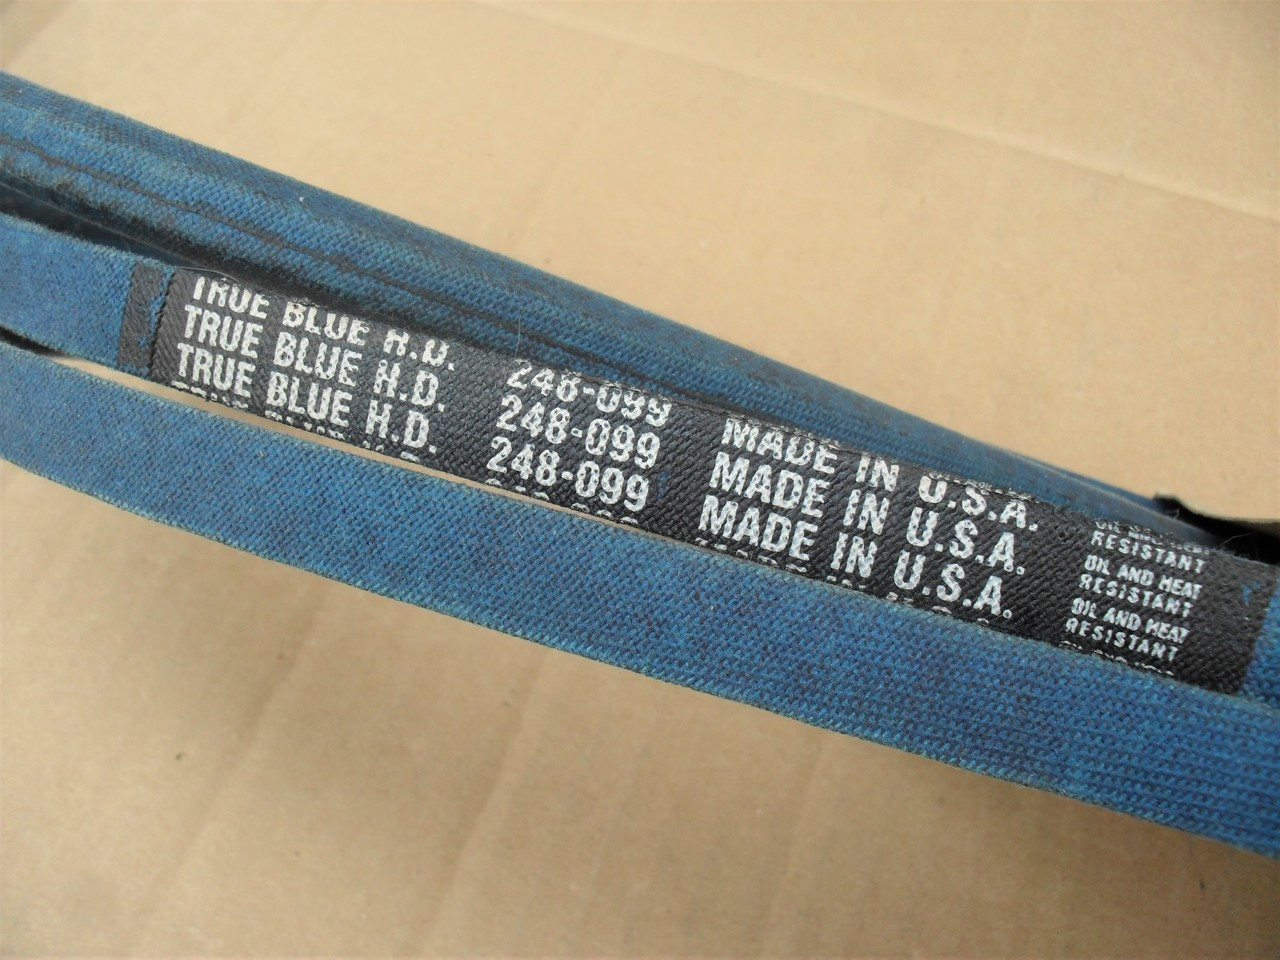 TRUE BLUE H.D. 248-099 MADE IN U.S.A.
RESISTANT
TRUE BLUE H.D. 248-099 MADE IN U.S.A. OIL AND HEAT
RESISTANT
TRUE BLUE H.D. 248-099 MADE IN U.S.A. OIL AND HEAT
RESISTANT